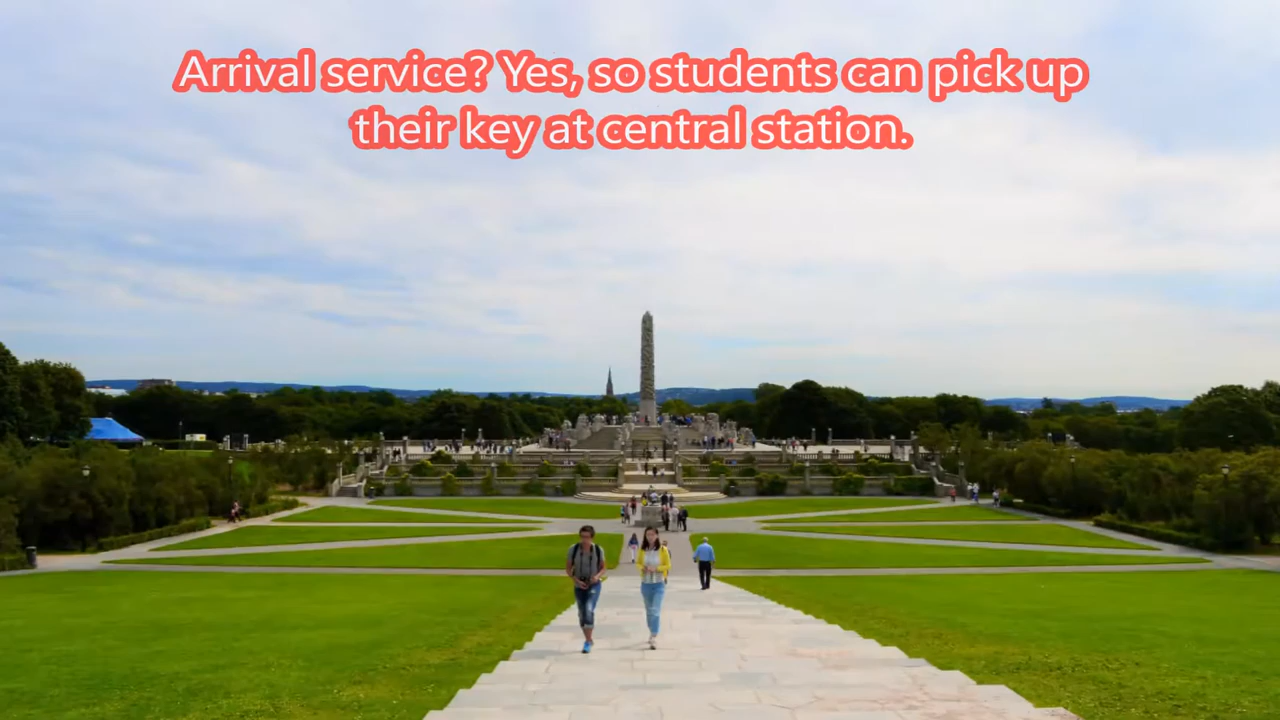 Arrival service? Yes, so students can pick up
their key at central station.